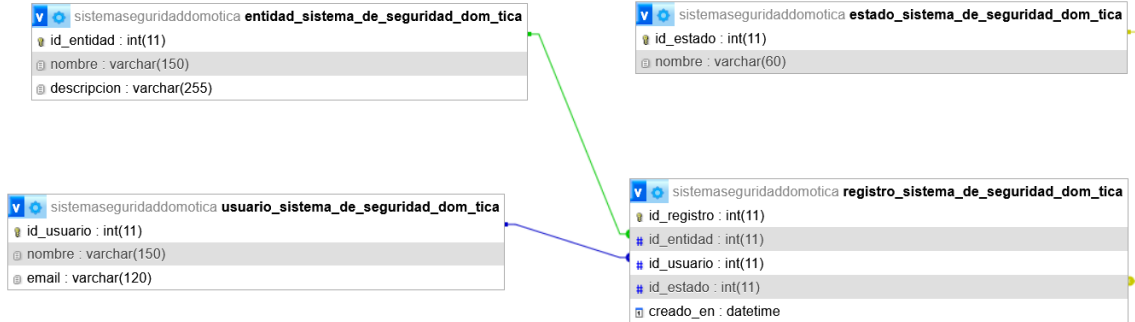 v sistemaseguridaddomotica entidad_sistema_de_seguridad_dom_tica
id_entidad : int(11)
nombre : varchar(150)
descripcion : varchar(255)
v sistemaseguridaddomotica estado_sistema_de_seguridad_dom_tica
id_estado : int(11)
nombre : varchar(60)
v sistemaseguridaddomotica usuario_sistema_de_seguridad_dom_tica
id_usuario : int(11)
nombre : varchar(150)
email : varchar(120)
v sistemaseguridaddomotica registro_sistema_de_seguridad_dom_tica
id_registro : int(11)
# id_entidad : int(11)
# id_usuario : int(11)
# id_estado : int(11)
creado_en : datetime